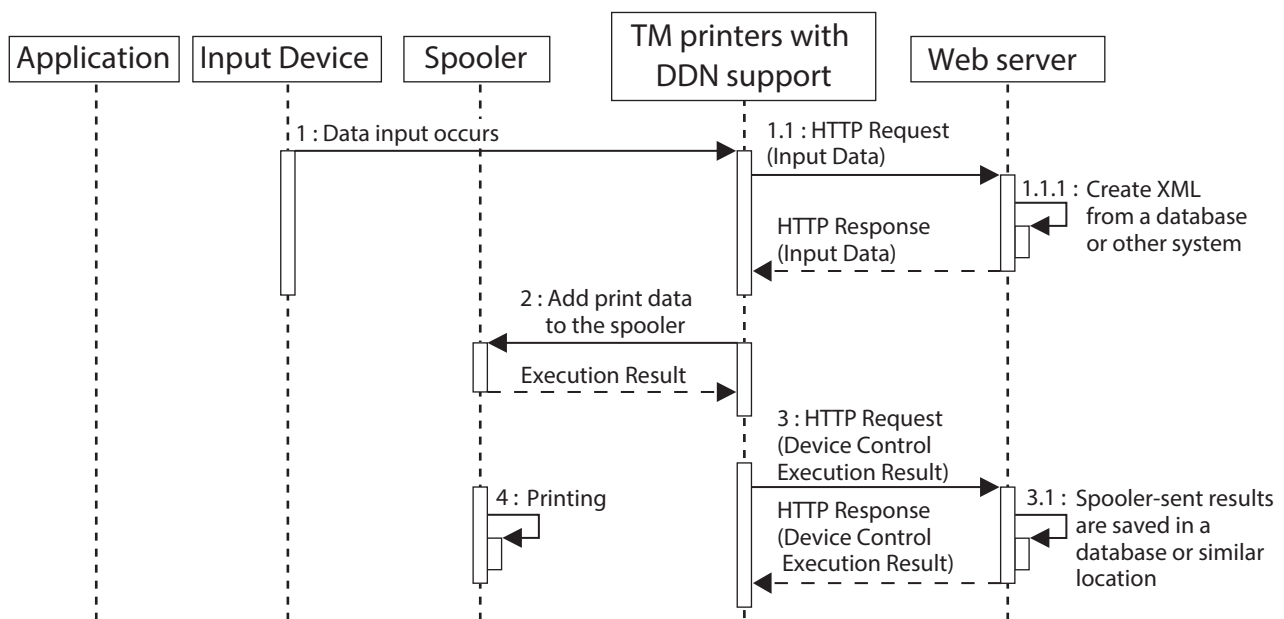 Application
Input Device
Spooler
TM printers with
DDN support
Web server
1 : Data input occurs
1.1 : HTTP Request
(Input Data)
1.1.1 : Create XML
from a database
or other system
HTTP Response
(Input Data)
2 : Add print data
to the spooler
Execution Result
3 : HTTP Request
(Device Control
Execution Result)
4 : Printing
HTTP Response
(Device Control
Execution Result)
3.1 : Spooler-sent results
are saved in a
database or similar
location